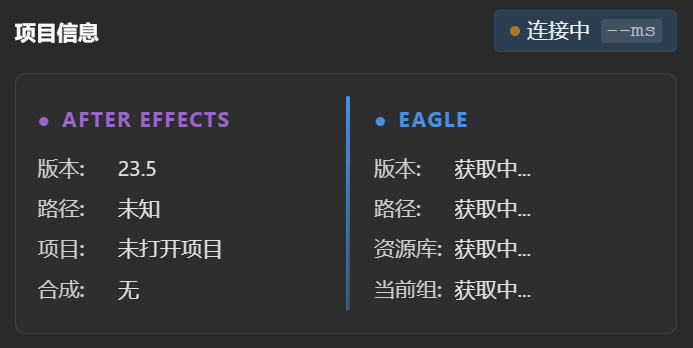 项目信息
连接中 --ms
AFTER EFFECTS
版本: 23.5
路径: 未知
项目: 未打开项目
合成: 无
EAGLE
版本: 获取中...
路径: 获取中...
资源库: 获取中...
当前组: 获取中...